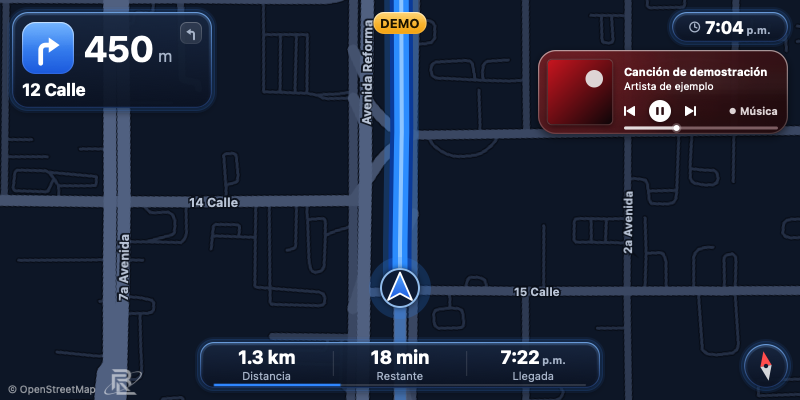 DEMO
450 m
12 Calle
7:04 p.m.
Canción de demostración
Artista de ejemplo
Música
Avenida Reforma
14 Calle
2a Avenida
7a Avenida
15 Calle
1.3 km
Distancia
18 min
Restante
7:22 p.m.
Llegada
© OpenStreetMap